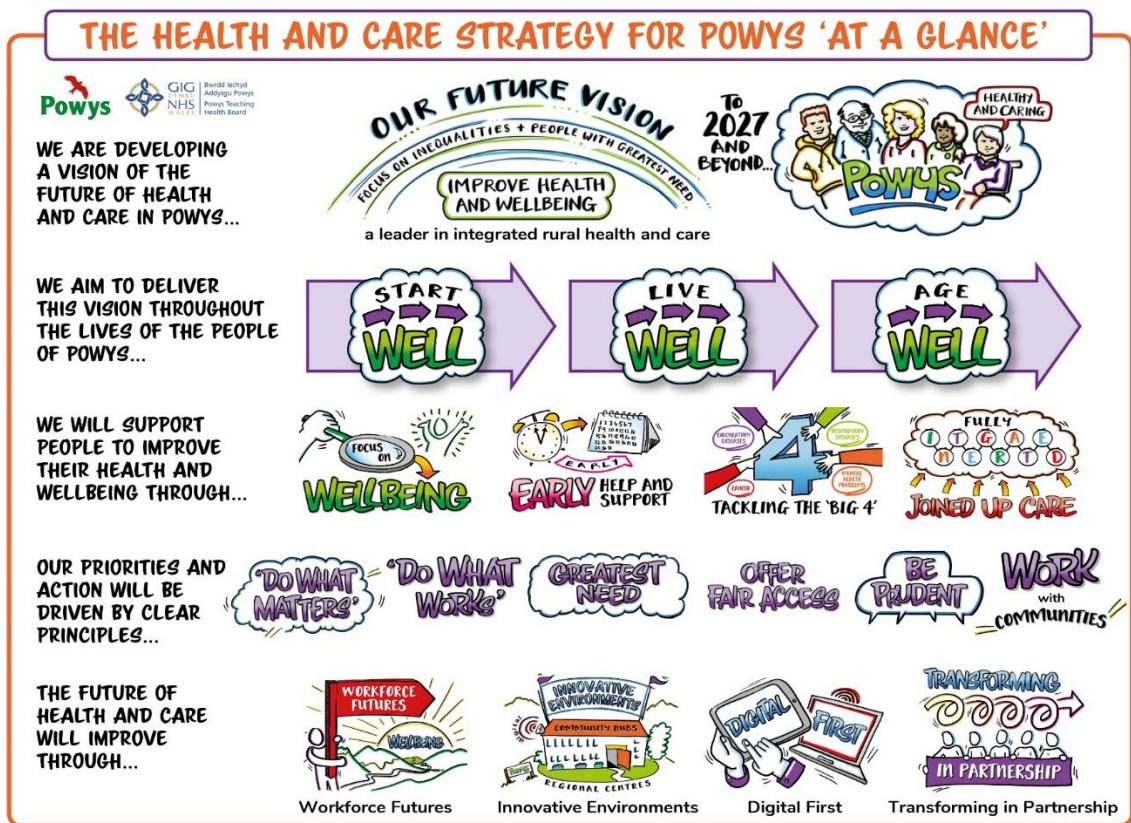 THE HEALTH AND CARE STRATEGY FOR POWYS 'AT A GLANCE'
Powys
GIG
CYMRU
NHS
WALES
Bwrdd Iechyd
Addysgu Powys
Powys Teaching
Health Board
WE ARE DEVELOPING
A VISION OF THE
FUTURE OF HEALTH
AND CARE IN POWYS...
OUR FUTURE VISION
FOCUS ON INEQUALITIES + PEOPLE WITH GREATEST NEED
IMPROVE HEALTH
AND WELLBEING
a leader in integrated rural health and care
TO
2027
AND
BEYOND...
HEALTHY
AND CARING
POWYS
WE AIM TO DELIVER
THIS VISION THROUGHOUT
THE LIVES OF THE PEOPLE
OF POWYS...
START
WELL
LIVE
WELL
AGE
WELL
WE WILL SUPPORT
PEOPLE TO IMPROVE
THEIR HEALTH AND
WELLBEING THROUGH...
FOCUS
ON
WELLBEING
EARLY
EARLY HELP AND
SUPPORT
CIRCULATORY
DISEASES
RESPIRATORY
DISEASES
4
CANCER
MENTAL
HEALTH
PROBLEMS
TACKLING THE 'BIG 4'
FULLY
I T G A E
N E R T D
JOINED UP CARE
OUR PRIORITIES AND
ACTION WILL BE
DRIVEN BY CLEAR
PRINCIPLES...
'DO WHAT
MATTERS'
'DO WHAT
WORKS'
GREATEST
NEED
OFFER
FAIR ACCESS
BE
PRUDENT
WORK
with
COMMUNITIES
THE FUTURE OF
HEALTH AND CARE
WILL IMPROVE
THROUGH...
WORKFORCE
FUTURES
WELLBEING
Workforce Futures
INNOVATIVE
ENVIRONMENTS
COMMUNITY HUBS
POWYS
REGIONAL CENTRES
Innovative Environments
DIGITAL
FIRST
Digital First
TRANSFORMING
IN PARTNERSHIP
Transforming in Partnership